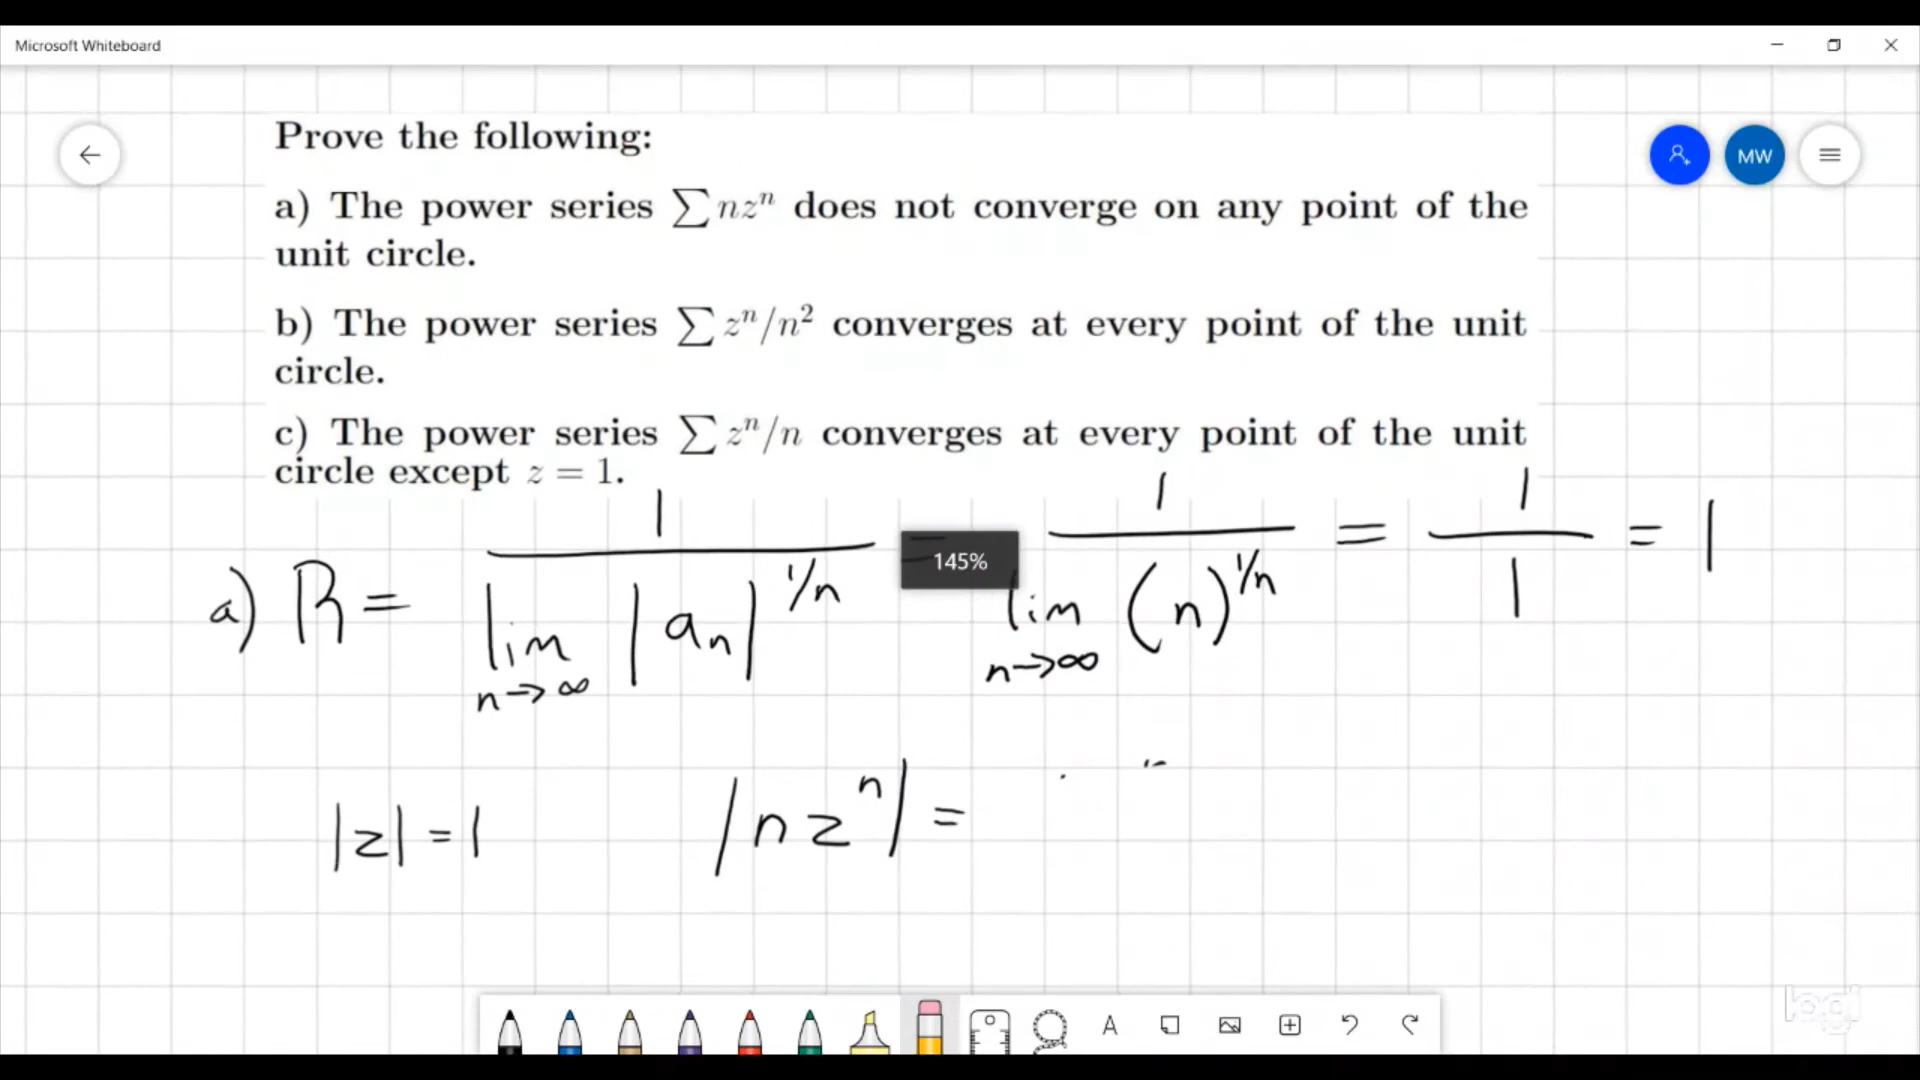 Microsoft Whiteboard
MW
Prove the following:
a) The power series ∑ nzⁿ does not converge on any point of the
unit circle.
b) The power series ∑ zⁿ/n² converges at every point of the unit
circle.
c) The power series ∑ zⁿ/n converges at every point of the unit
circle except z = 1.
145%
a) R = 1 / lim n→∞ |aₙ|^1/n = 1 / lim n→∞ (n)^1/n = 1/1 = 1
|z| = 1 |nzⁿ| =
logi
A